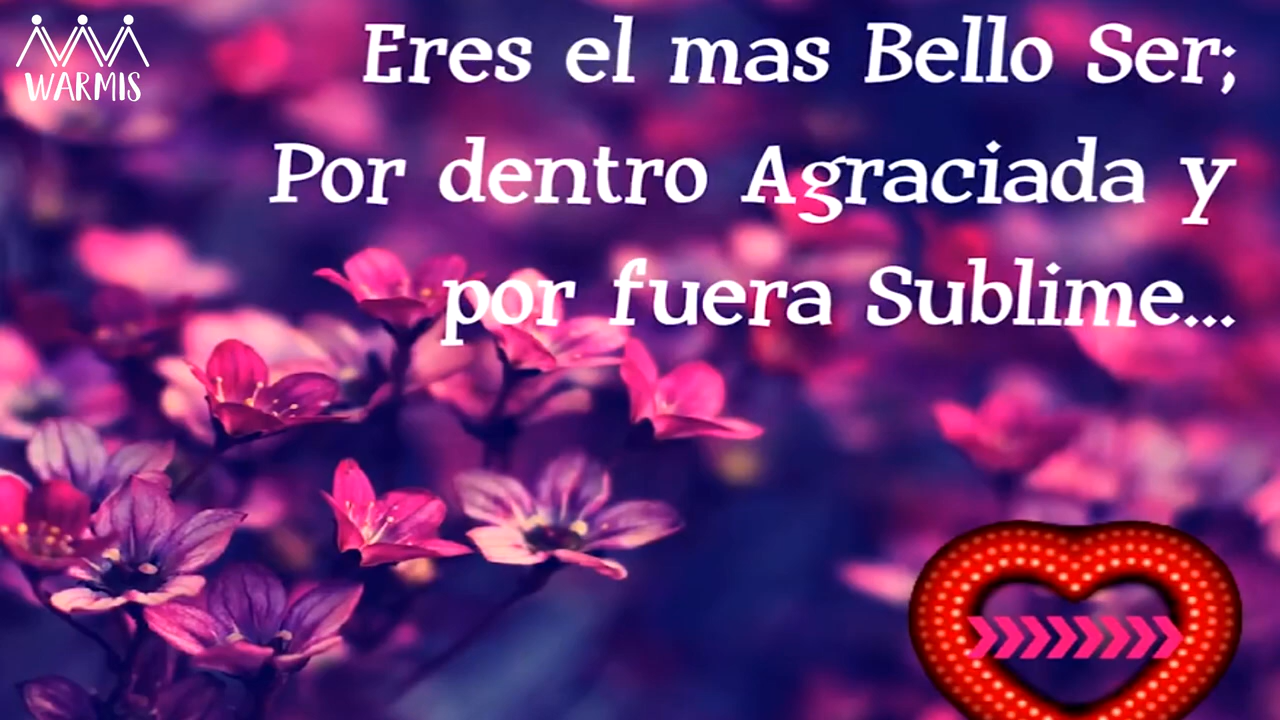 WARMIS
Eres el mas Bello Ser;
Por dentro Agraciada y
por fuera Sublime...